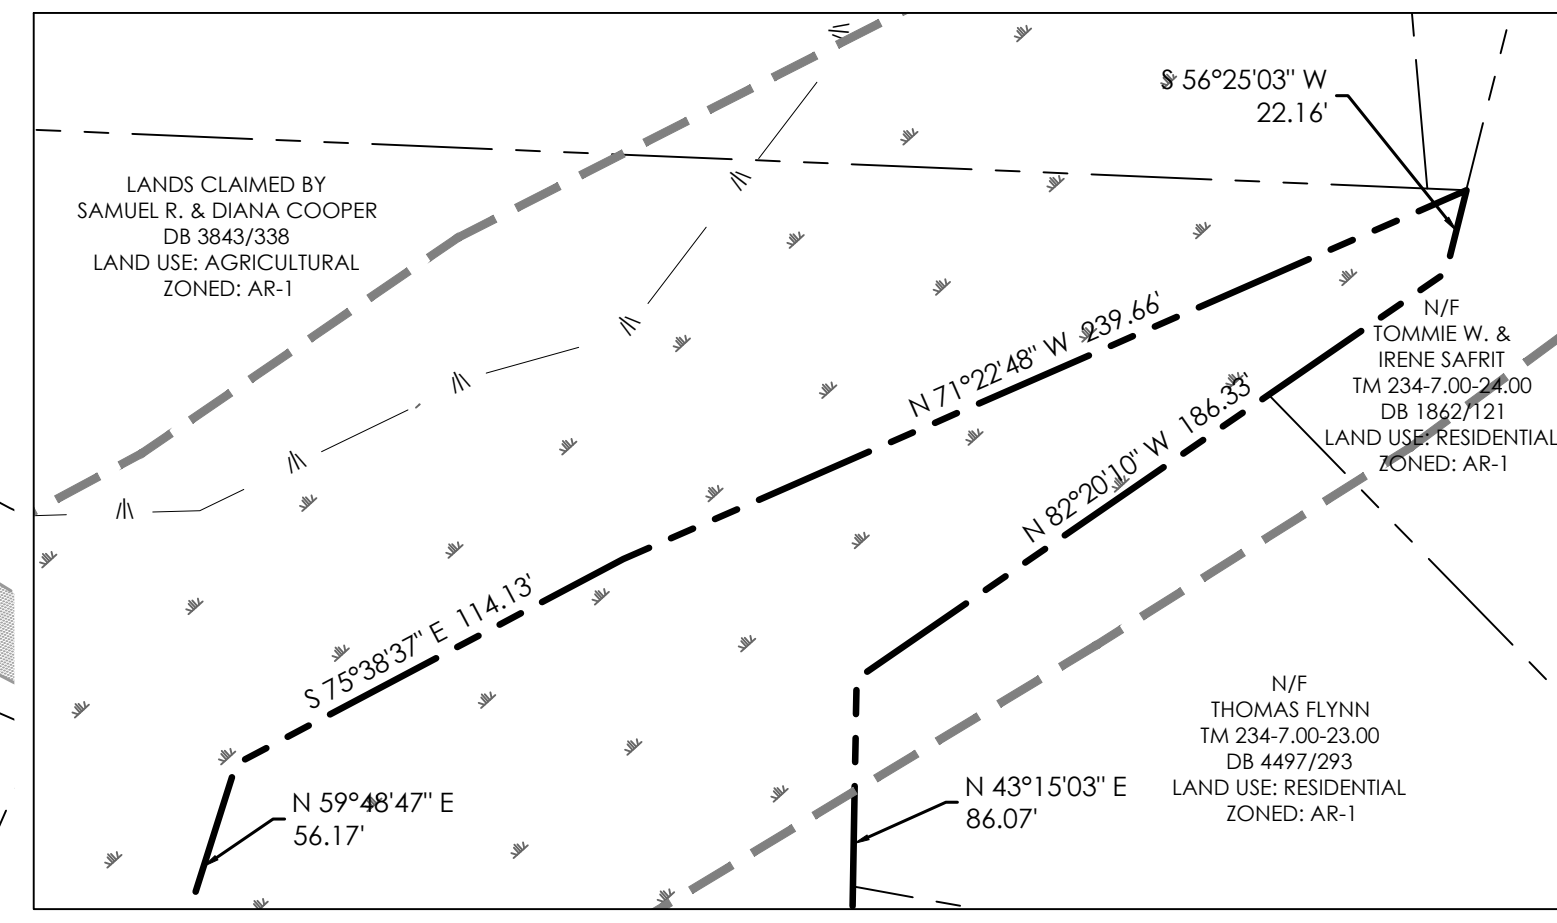 S 56°25'03" W
22.16'
LANDS CLAIMED BY
SAMUEL R. & DIANA COOPER
DB 3843/338
LAND USE: AGRICULTURAL
ZONED: AR-1
N 71°22'48" W 239.66'
N/F
TOMMIE W. &
IRENE SAFRIT
TM 234-7.00-24.00
DB 1862/121
LAND USE: RESIDENTIAL
ZONED: AR-1
N 82°20'10" W 186.33'
S 75°38'37" E 114.13'
N/F
THOMAS FLYNN
TM 234-7.00-23.00
DB 4497/293
LAND USE: RESIDENTIAL
ZONED: AR-1
N 59°48'47" E
56.17'
N 43°15'03" E
86.07'